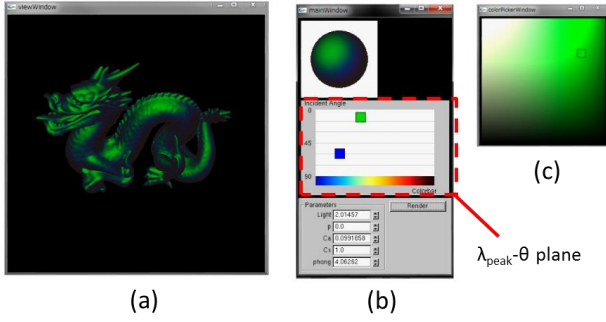 viewWindow
mainWindow
colorPickerWindow
Incident Angle
0
45
90
Colorbar
Parameters
Light 2.01457
Render
p 0.0
Ca 0.0991858
Cs 1.0
phong 4.06282
λpeak-θ plane
(a)
(b)
(c)